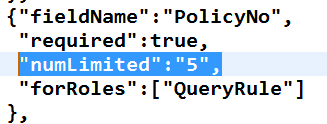 {"fieldName":"PolicyNo",
"required":true,
"numLimited":"5",
"forRoles":["QueryRule"]
},